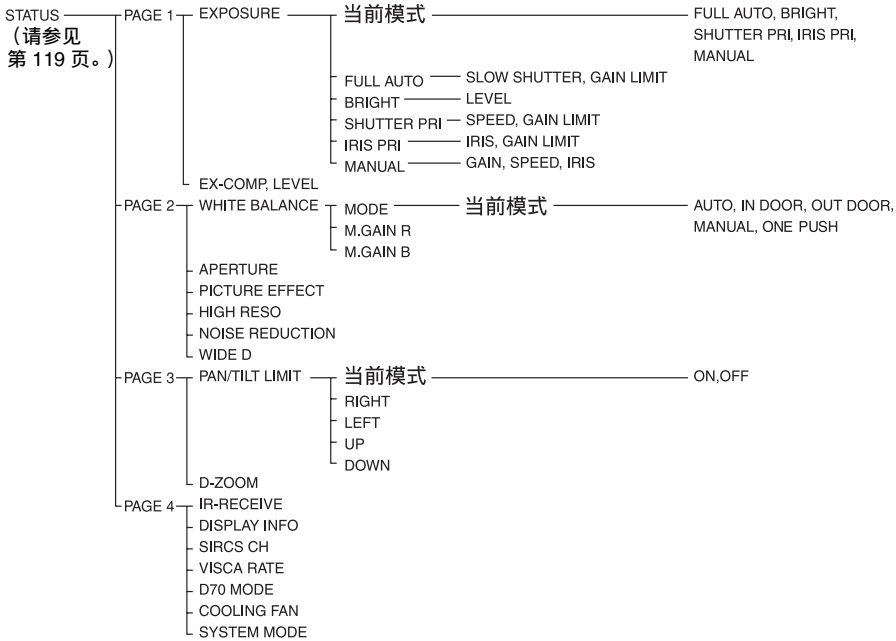 STATUS PAGE 1 EXPOSURE 当前模式 FULL AUTO, BRIGHT,
(请参见 SHUTTER PRI, IRIS PRI,
第 119 页。) MANUAL
FULL AUTO SLOW SHUTTER, GAIN LIMIT
BRIGHT LEVEL
SHUTTER PRI SPEED, GAIN LIMIT
IRIS PRI IRIS, GAIN LIMIT
MANUAL GAIN, SPEED, IRIS
EX-COMP, LEVEL
PAGE 2 WHITE BALANCE MODE 当前模式 AUTO, IN DOOR, OUT DOOR,
M.GAIN R MANUAL, ONE PUSH
M.GAIN B
APERTURE
PICTURE EFFECT
HIGH RESO
NOISE REDUCTION
WIDE D
PAGE 3 PAN/TILT LIMIT 当前模式 ON,OFF
RIGHT
LEFT
UP
DOWN
D-ZOOM
PAGE 4 IR-RECEIVE
DISPLAY INFO
SIRCS CH
VISCA RATE
D70 MODE
COOLING FAN
SYSTEM MODE